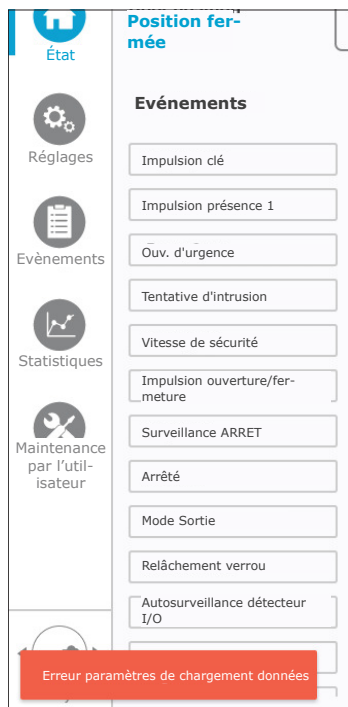 Position fer-
mée
État
Evénements
Réglages
Impulsion clé
Impulsion présence 1
Evènements
Ouv. d'urgence
Tentative d'intrusion
Statistiques
Vitesse de sécurité
Impulsion ouverture/fer-
meture
Maintenance
par l'util-
isateur
Surveillance ARRET
Arrêté
Mode Sortie
Relâchement verrou
Autosurveillance détecteur
I/O
Erreur paramètres de chargement données